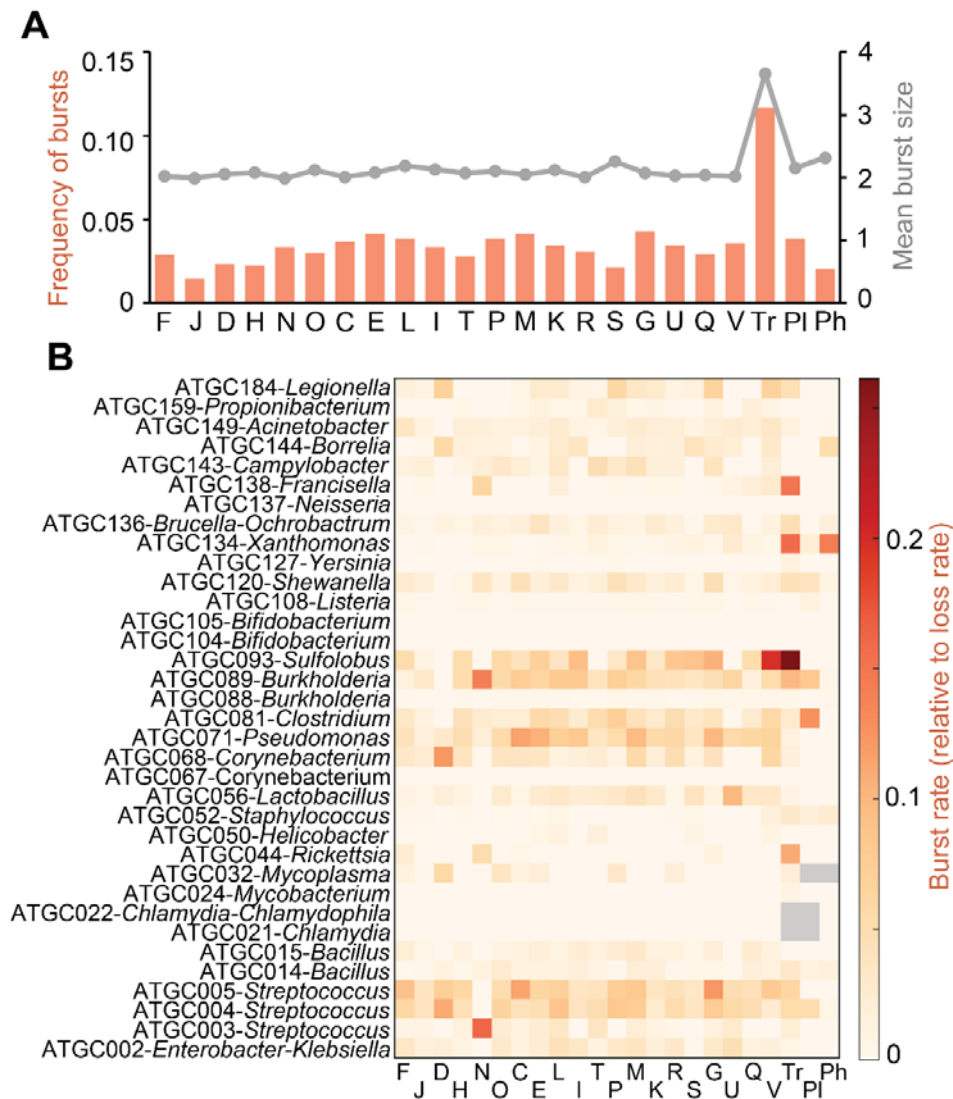 A
Frequency of bursts
0.15
0.10
0.05
0
4
3
2
1
0
Mean burst size
F J D H N O C E L I T P M K R S G U Q V Tr Pl Ph
B
ATGC184-Legionella
ATGC159-Propionibacterium
ATGC149-Acinetobacter
ATGC144-Borrelia
ATGC143-Campylobacter
ATGC138-Francisella
ATGC137-Neisseria
ATGC136-Brucella-Ochrobactrum
ATGC134-Xanthomonas
ATGC127-Yersinia
ATGC120-Shewanella
ATGC108-Listeria
ATGC105-Bifidobacterium
ATGC104-Bifidobacterium
ATGC093-Sulfolobus
ATGC089-Burkholderia
ATGC088-Burkholderia
ATGC081-Clostridium
ATGC071-Pseudomonas
ATGC068-Corynebacterium
ATGC067-Corynebacterium
ATGC056-Lactobacillus
ATGC052-Staphylococcus
ATGC050-Helicobacter
ATGC044-Rickettsia
ATGC032-Mycoplasma
ATGC024-Mycobacterium
ATGC022-Chlamydia-Chlamydophila
ATGC021-Chlamydia
ATGC015-Bacillus
ATGC014-Bacillus
ATGC005-Streptococcus
ATGC004-Streptococcus
ATGC003-Streptococcus
ATGC002-Enterobacter-Klebsiella
F D N C L T M R G Q Tr Ph
J H O E I P K S U V Pl
0.2
0.1
0
Burst rate (relative to loss rate)